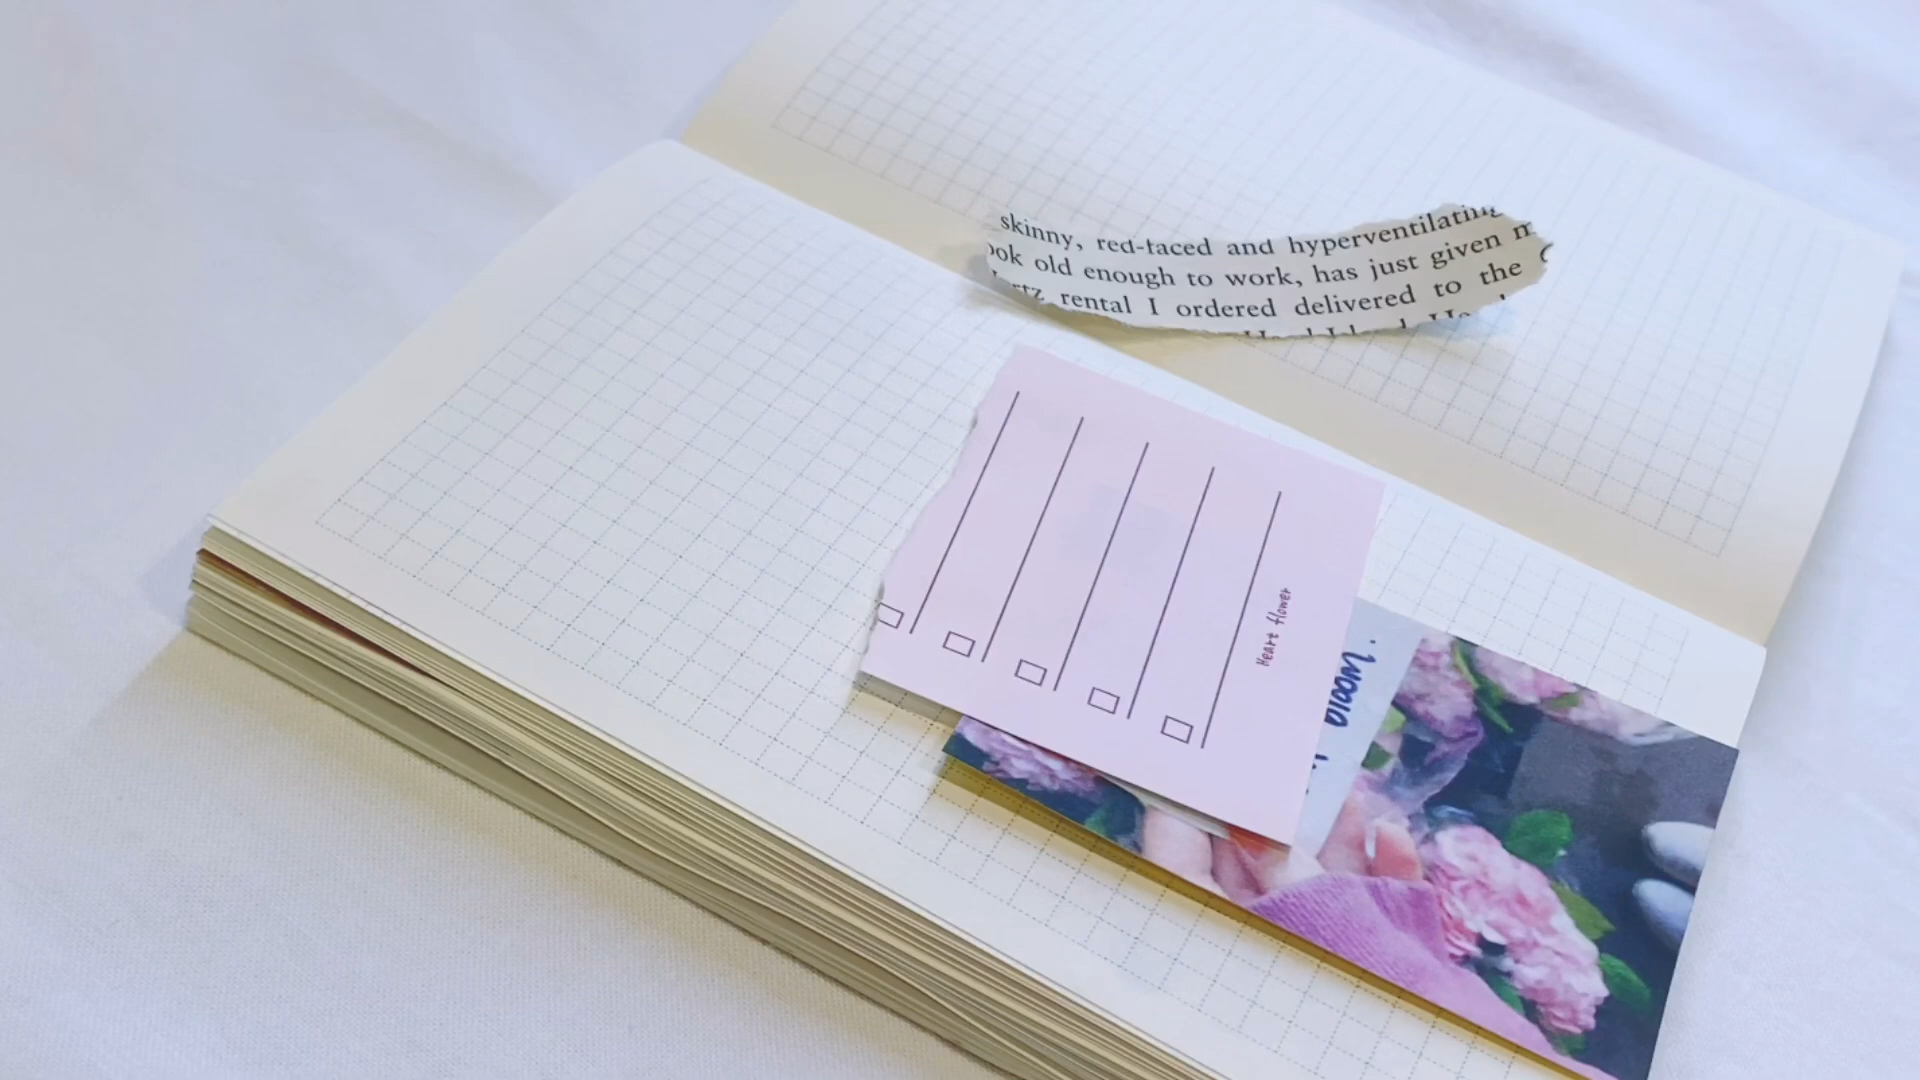 skinny, red-faced and hyperventilating
old enough to work, has just given
rental I ordered delivered to the
Heart flower
bloom.